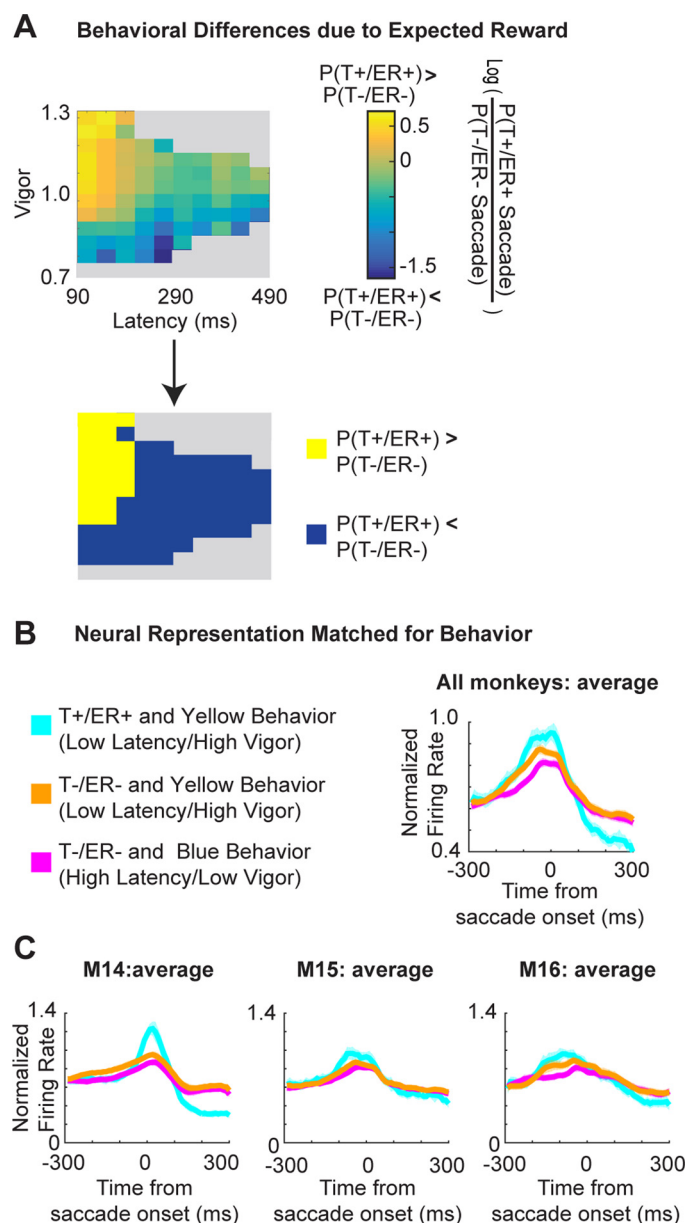 A Behavioral Differences due to Expected Reward
P(T+/ER+) >
P(T-/ER-)
Log ( P(T+/ER+ Saccade)
P(T-/ER- Saccade) )
1.3
1.0
0.7
Vigor
90 290 490
Latency (ms)
0.5
0
-1.5
P(T+/ER+) <
P(T-/ER-)
P(T+/ER+) >
P(T-/ER-)
P(T+/ER+) <
P(T-/ER-)
B Neural Representation Matched for Behavior
T+/ER+ and Yellow Behavior
(Low Latency/High Vigor)
T-/ER- and Yellow Behavior
(Low Latency/High Vigor)
T-/ER- and Blue Behavior
(High Latency/Low Vigor)
All monkeys: average
1.0
Normalized
Firing Rate
0.4
-300 0 300
Time from
saccade onset (ms)
C
M14:average
1.4
Normalized
Firing Rate
0
-300 0 300
Time from
saccade onset (ms)
M15: average
1.4
0
-300 0 300
Time from
saccade onset (ms)
M16: average
1.4
0
-300 0 300
Time from
saccade onset (ms)